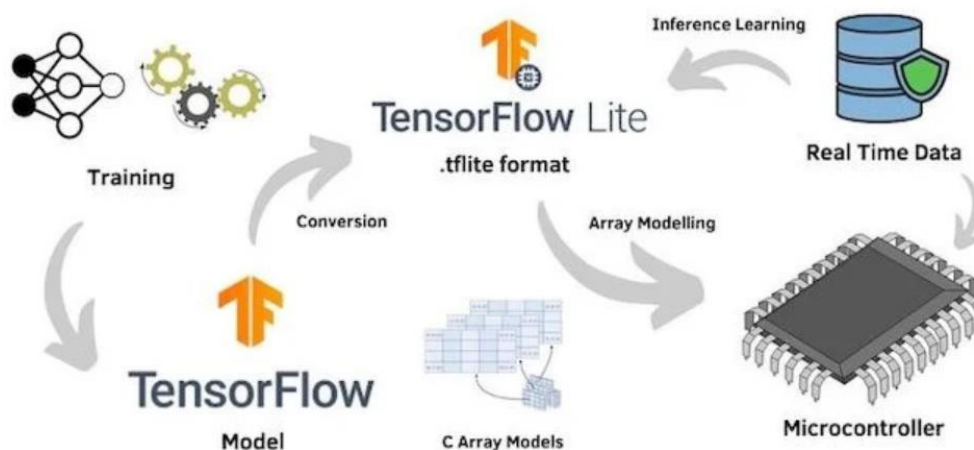 Inference Learning
TensorFlow Lite
.tflite format
Real Time Data
Training
Conversion
Array Modelling
TensorFlow
Model
C Array Models
Microcontroller